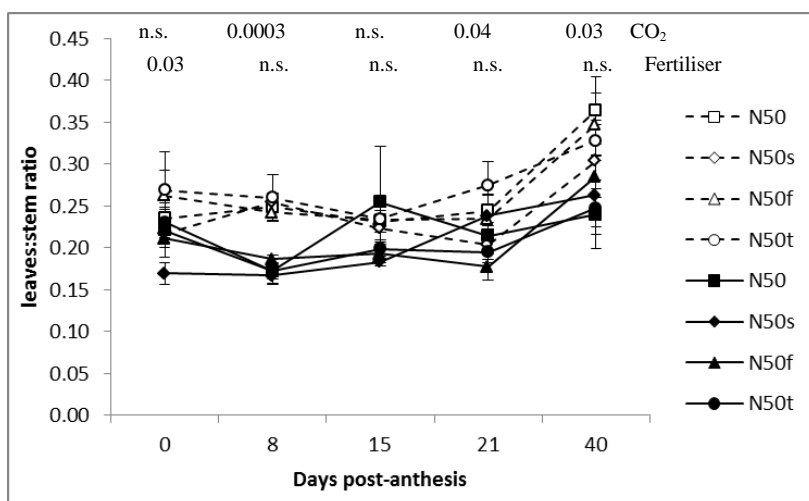 n.s. 0.0003 n.s. 0.04 0.03 CO₂
0.03 n.s. n.s. n.s. n.s. Fertiliser
0.45
0.40
0.35
0.30
0.25
0.20
0.15
0.10
0.05
0.00
leaves:stem ratio
0 8 15 21 40
Days post-anthesis
N50
N50s
N50f
N50t
N50
N50s
N50f
N50t